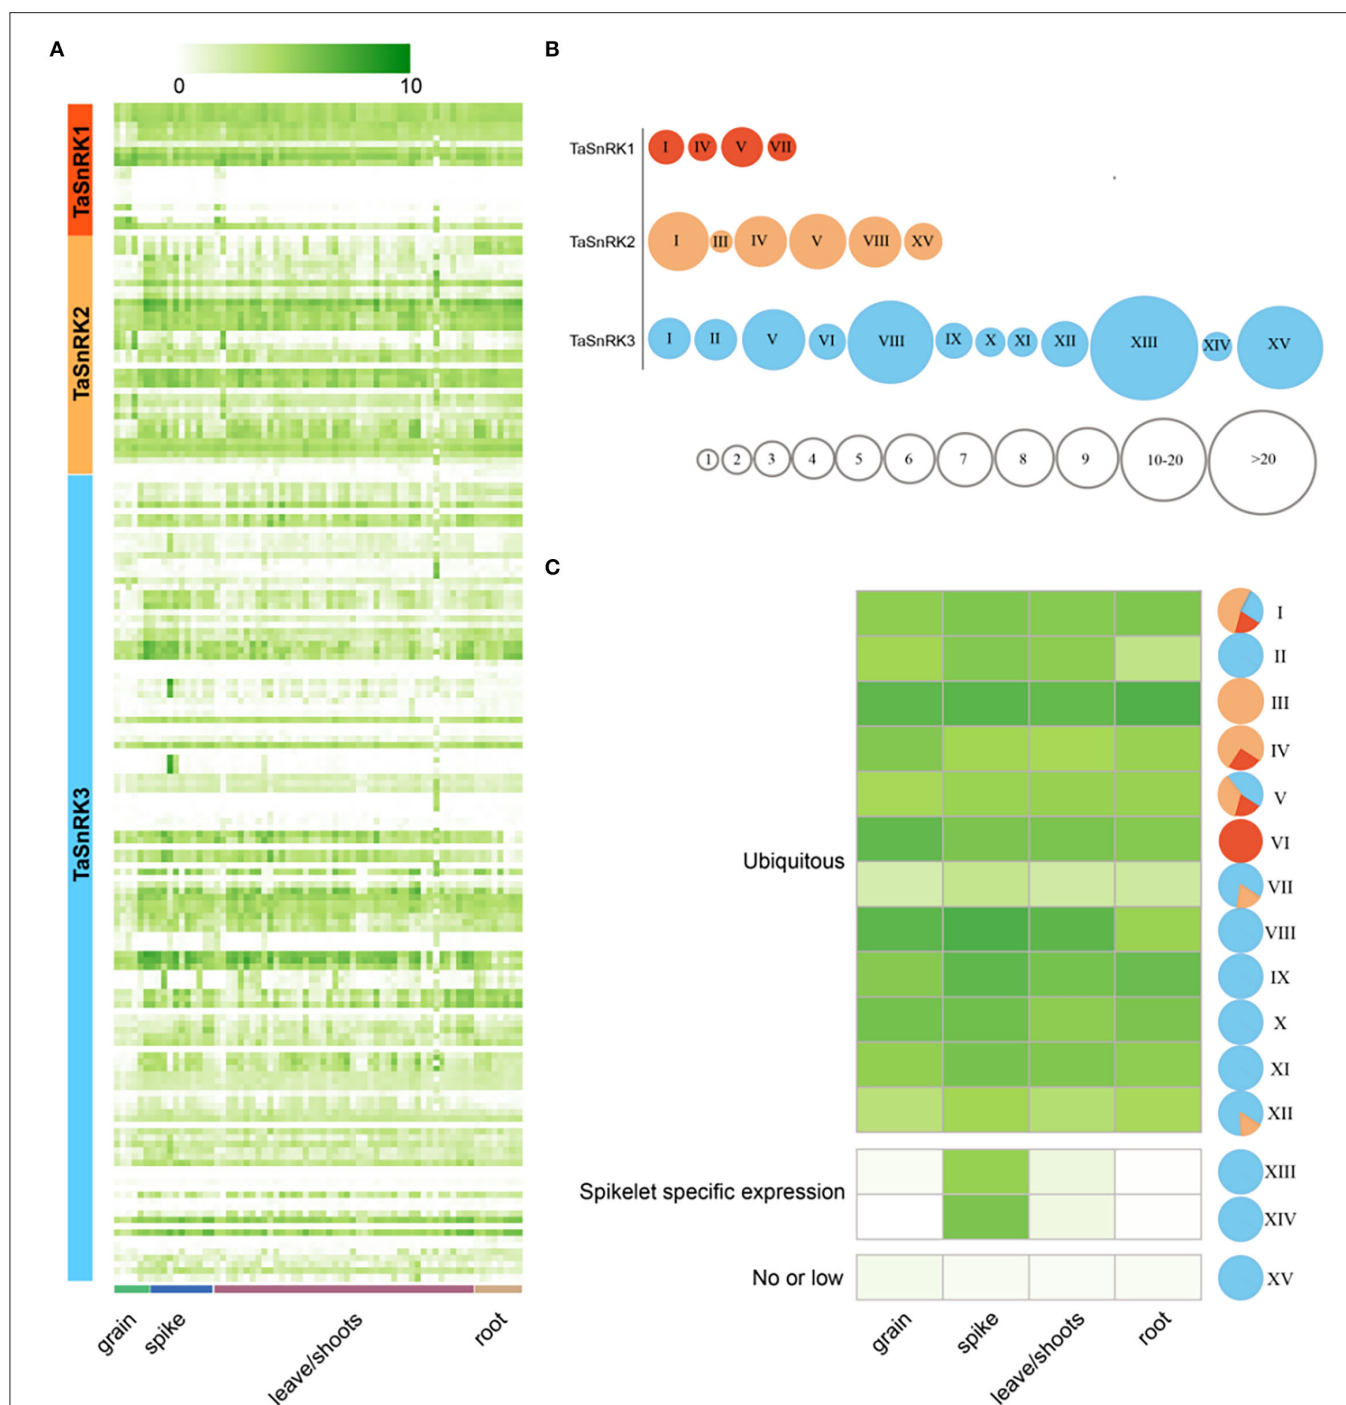 A
0 10
TaSnRK1
TaSnRK2
TaSnRK3
grain spike leave/shoots root
B
TaSnRK1 I IV V VII
TaSnRK2 I III IV V VIII XV
TaSnRK3 I II V VI VIII IX X XI XII XIII XIV XV
1 2 3 4 5 6 7 8 9 10-20 >20
C
I
II
III
IV
V
Ubiquitous
VI
VII
VIII
IX
X
XI
XII
Spikelet specific expression
XIII
XIV
No or low XV
grain spike leave/shoots root